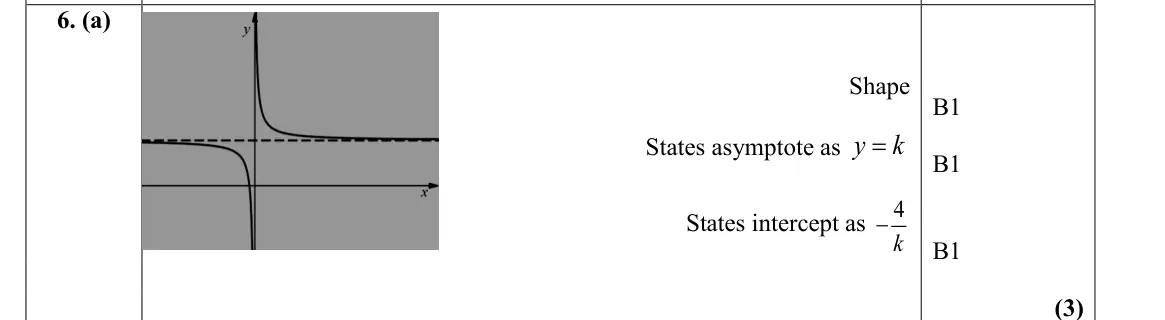 6. (a)
y
x
Shape
B1
States asymptote as y = k
B1
States intercept as −4/k
B1
(3)